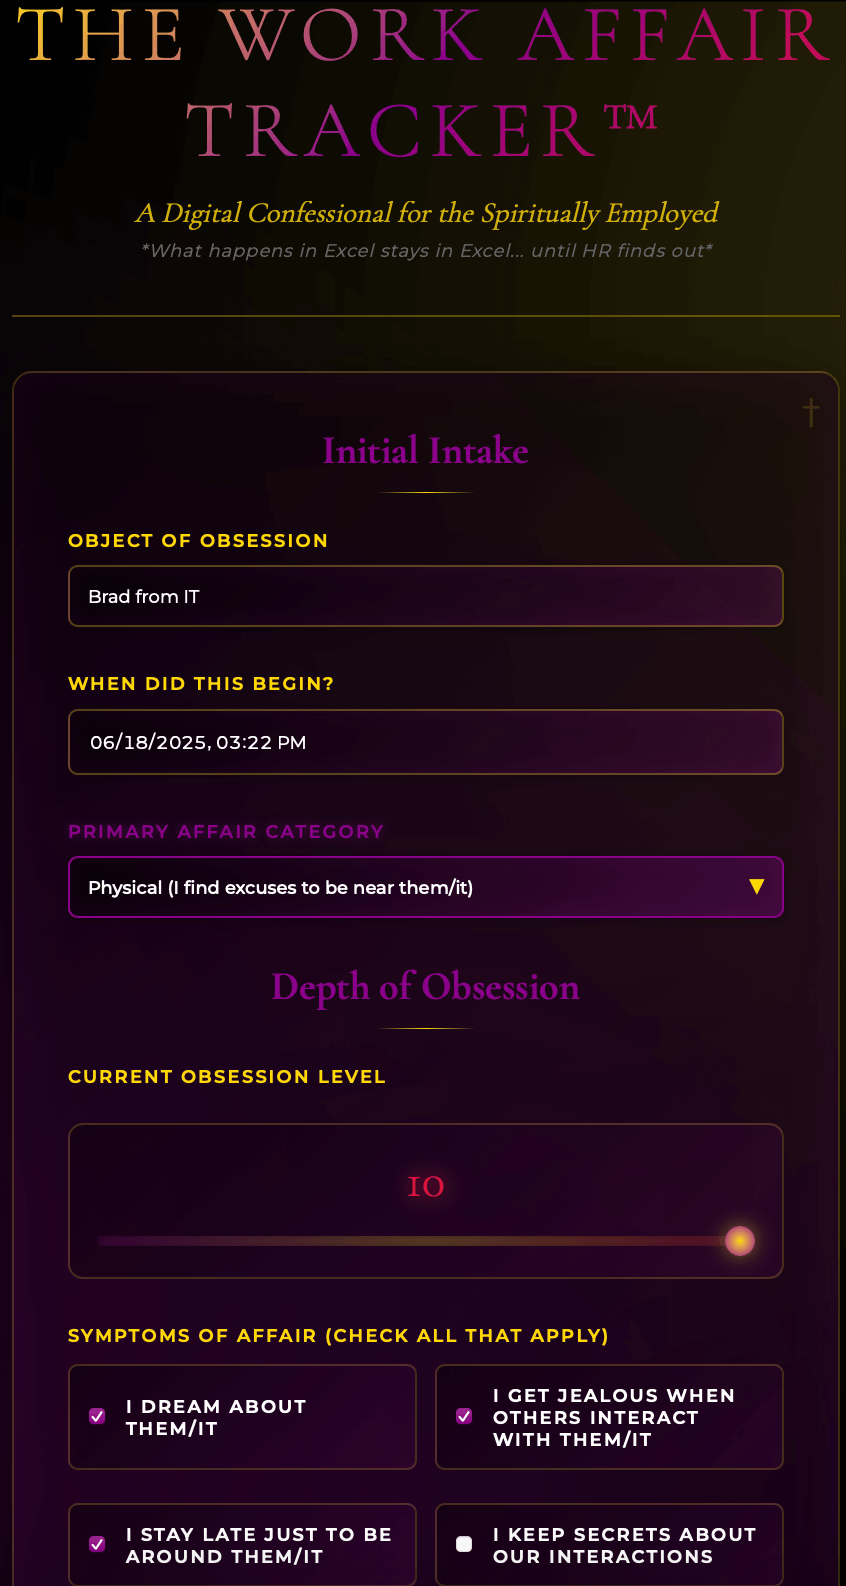 THE WORK AFFAIR
TRACKER™
A Digital Confessional for the Spiritually Employed
*What happens in Excel stays in Excel... until HR finds out*
†
Initial Intake
OBJECT OF OBSESSION
Brad from IT
WHEN DID THIS BEGIN?
06/18/2025, 03:22 PM
PRIMARY AFFAIR CATEGORY
Physical (I find excuses to be near them/it)
Depth of Obsession
CURRENT OBSESSION LEVEL
10
SYMPTOMS OF AFFAIR (CHECK ALL THAT APPLY)
I DREAM ABOUT
THEM/IT
I GET JEALOUS WHEN
OTHERS INTERACT
WITH THEM/IT
I STAY LATE JUST TO BE
AROUND THEM/IT
I KEEP SECRETS ABOUT
OUR INTERACTIONS